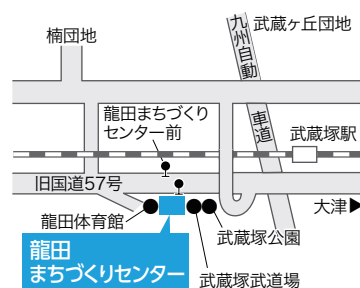 楠団地
武蔵ヶ丘団地
九州自動
車道
龍田まちづくり
センター前
武蔵塚駅
旧国道57号
大津▶
龍田体育館
武蔵塚公園
龍田
まちづくりセンター
武蔵塚武道場